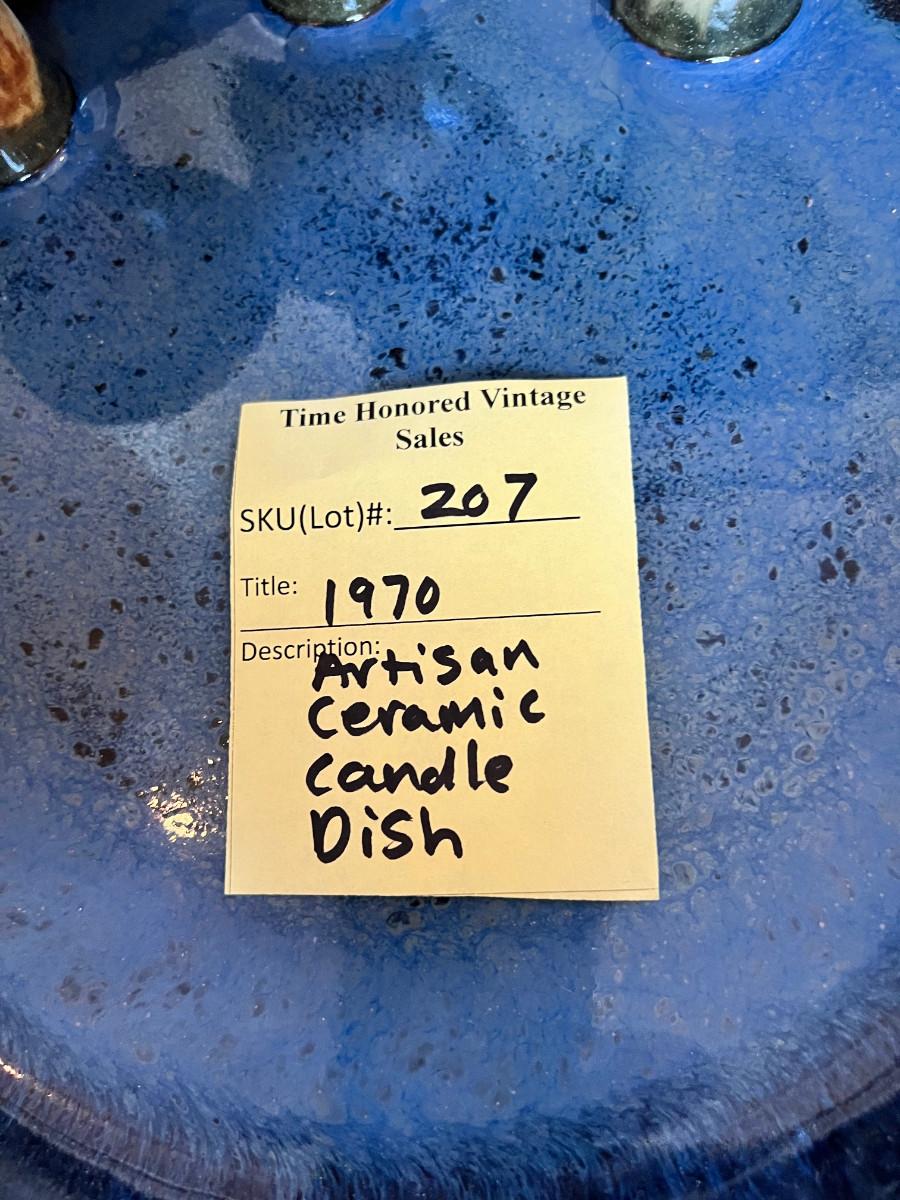 Time Honored Vintage
Sales
SKU(Lot)#: 207
Title: 1970
Description:
Artisan
Ceramic
Candle
Dish